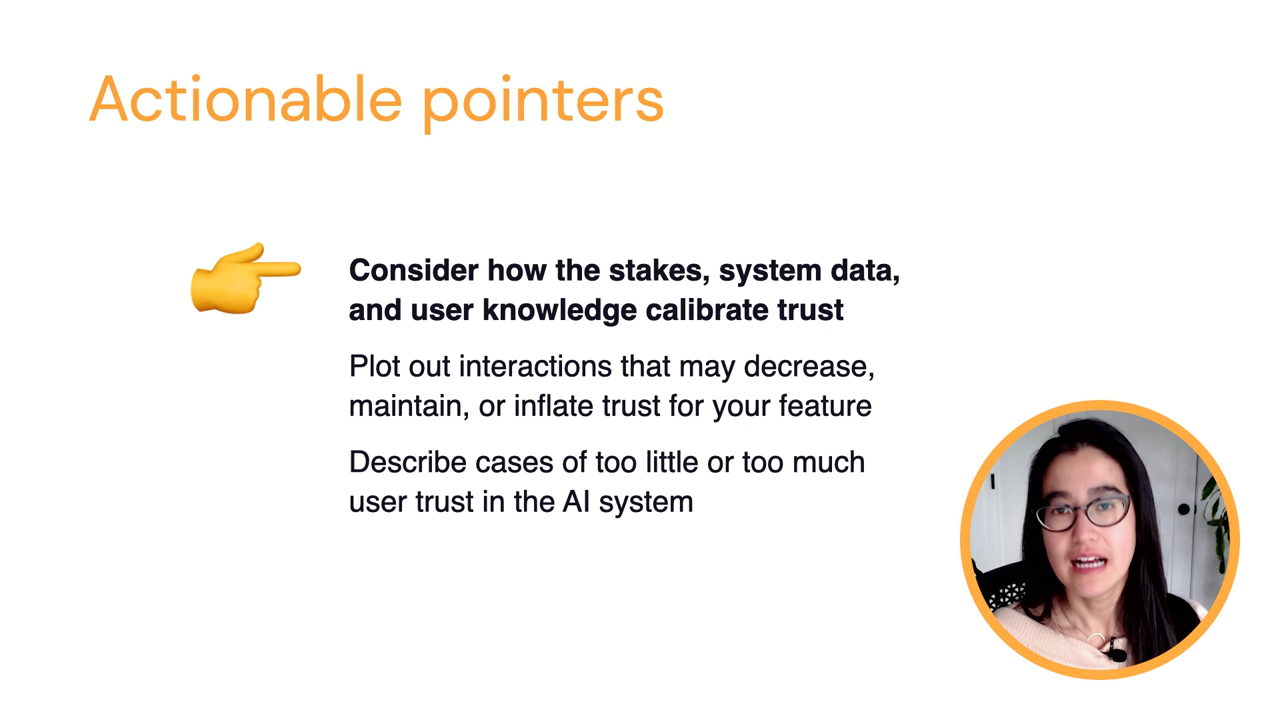 Actionable pointers
Consider how the stakes, system data,
and user knowledge calibrate trust
Plot out interactions that may decrease,
maintain, or inflate trust for your feature
Describe cases of too little or too much
user trust in the AI system